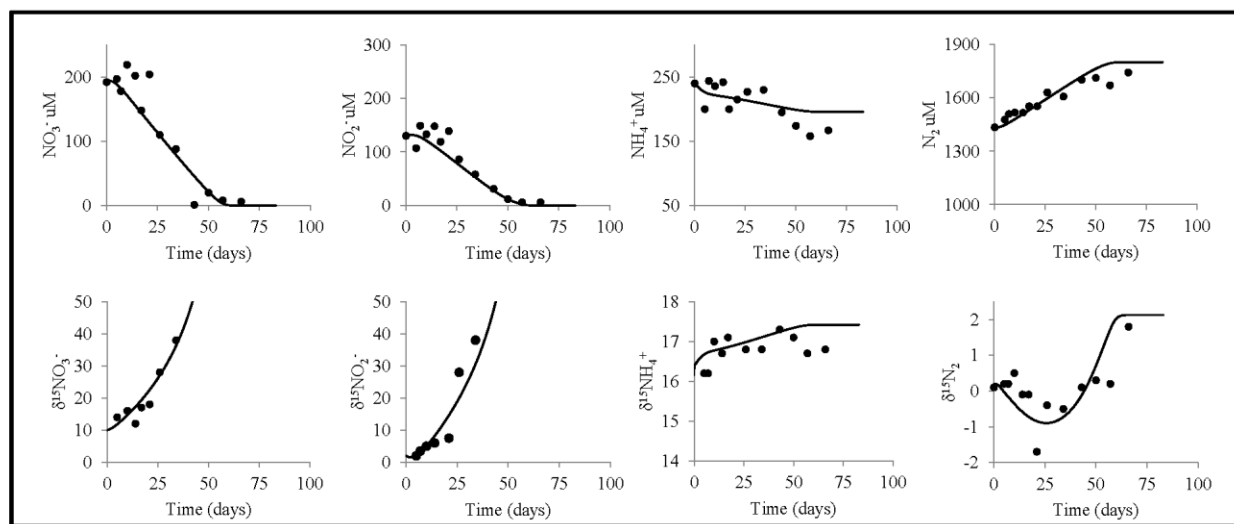 NO₃⁻ uM
200
100
0
0 25 50 75 100
Time (days)
NO₂⁻ uM
300
200
100
0
0 25 50 75 100
Time (days)
NH₄⁺ uM
250
150
50
0 25 50 75 100
Time (days)
N₂ uM
1900
1600
1300
1000
0 25 50 75 100
Time (days)
δ¹⁵NO₃⁻
50
40
30
20
10
0
0 25 50 75 100
Time (days)
δ¹⁵NO₂⁻
50
40
30
20
10
0
0 25 50 75 100
Time (days)
δ¹⁵NH₄⁺
18
17
16
15
14
0 25 50 75 100
Time (days)
δ¹⁵N₂
2
1
0
-1
-2
0 25 50 75 100
Time (days)